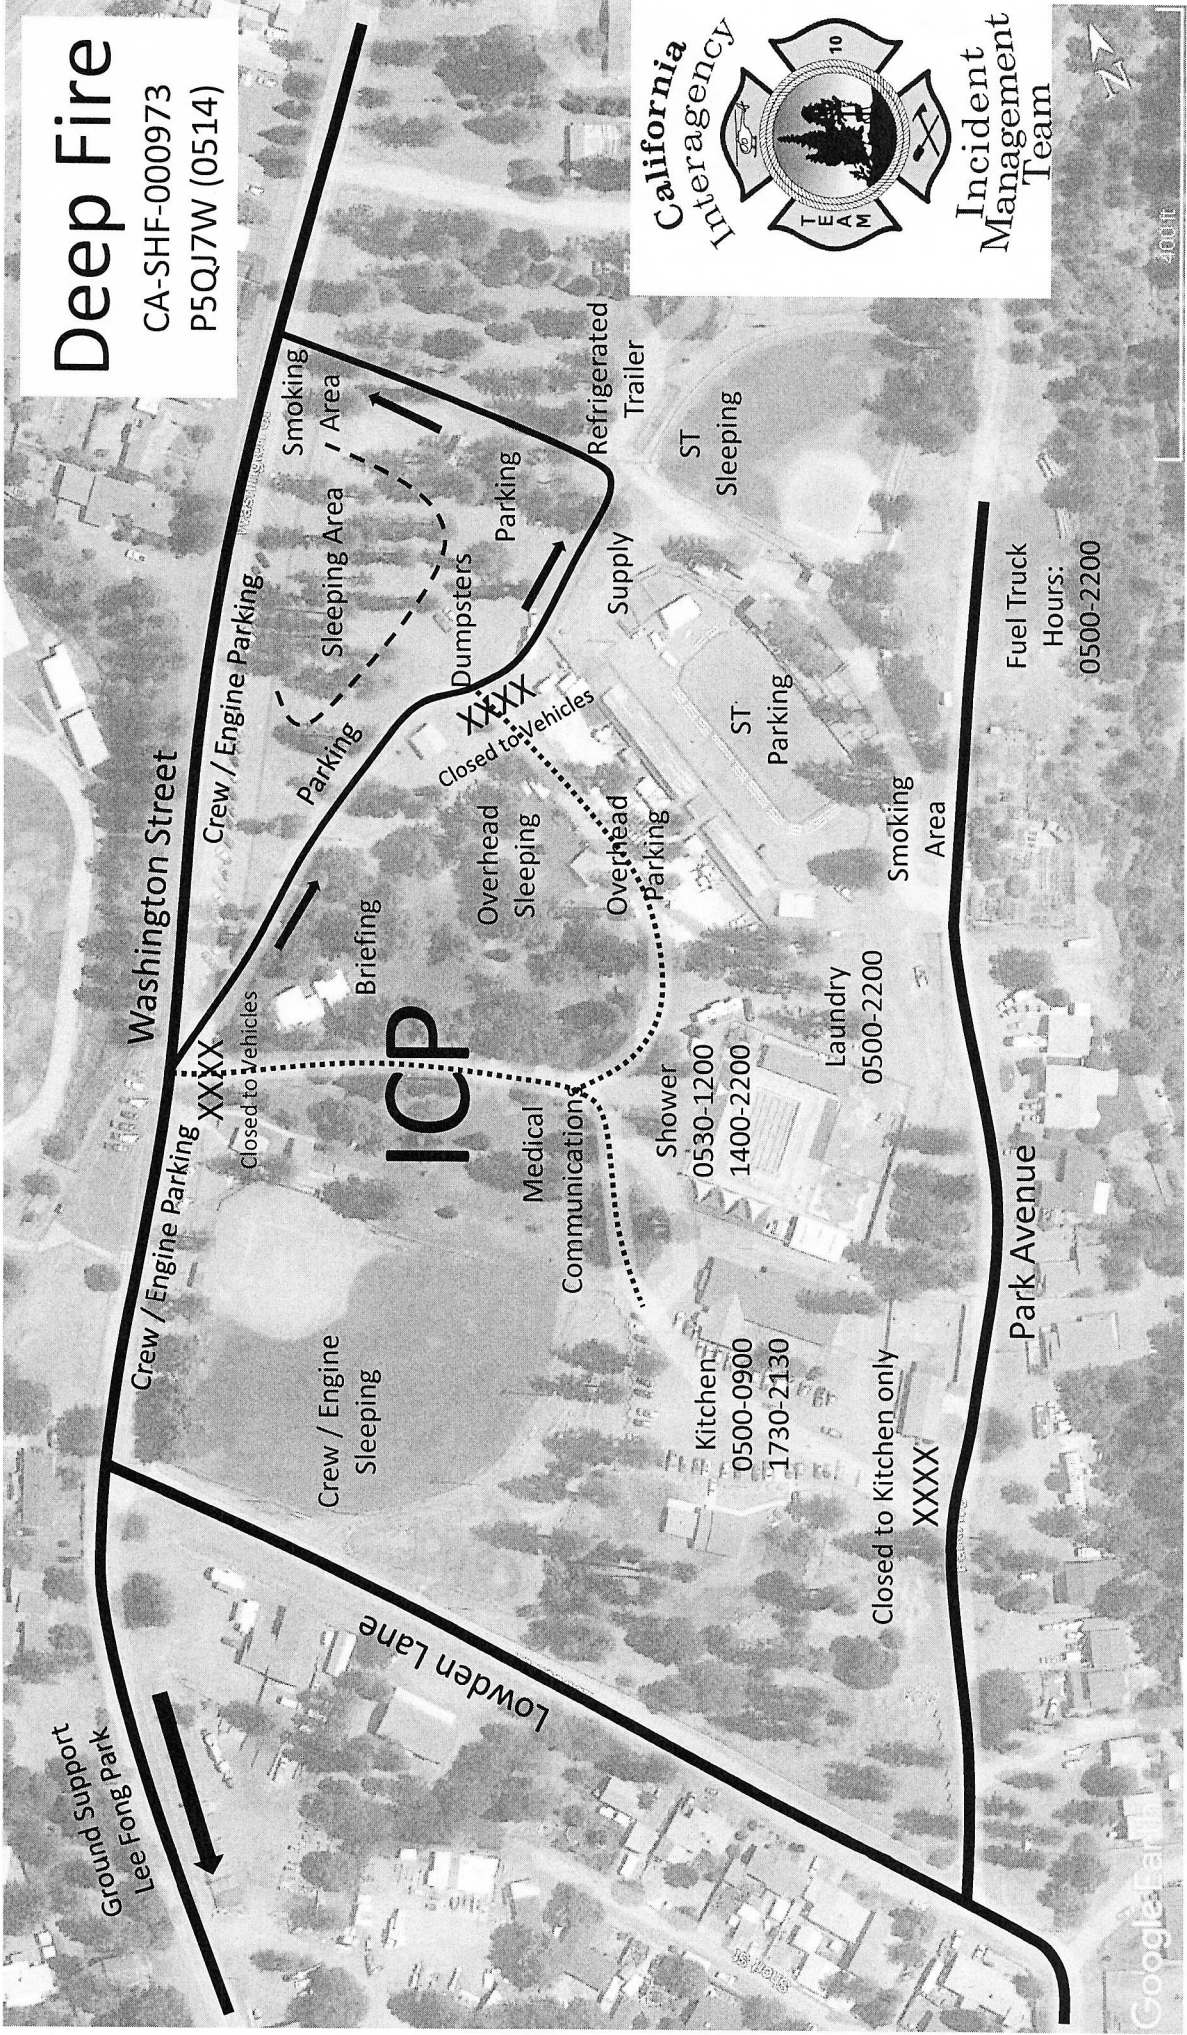 Deep Fire
CA-SHF-000973
P5QJ7W (0514)
Ground Support
Lee Fong Park
Washington Street
Crew / Engine Parking
Crew / Engine Parking
XXXX
Closed to Vehicles
Smoking
Area
Sleeping Area
Parking
Parking
Dumpsters
XXXX
Closed to Vehicles
Briefing
ICP
Crew / Engine
Sleeping
Lowden Lane
Medical
Communications
Overhead
Sleeping
Overhead
Parking
Supply
Refrigerated
Trailer
ST
Sleeping
ST
Parking
Shower
0530-1200
1400-2200
Kitchen
0500-0900
1730-2130
Laundry
0500-2200
Smoking
Area
Closed to Kitchen only
XXXX
Park Avenue
Fuel Truck
Hours:
0500-2200
California
Interagency
TEAM
10
Incident
Management
Team
N
400 ft
Google Earth